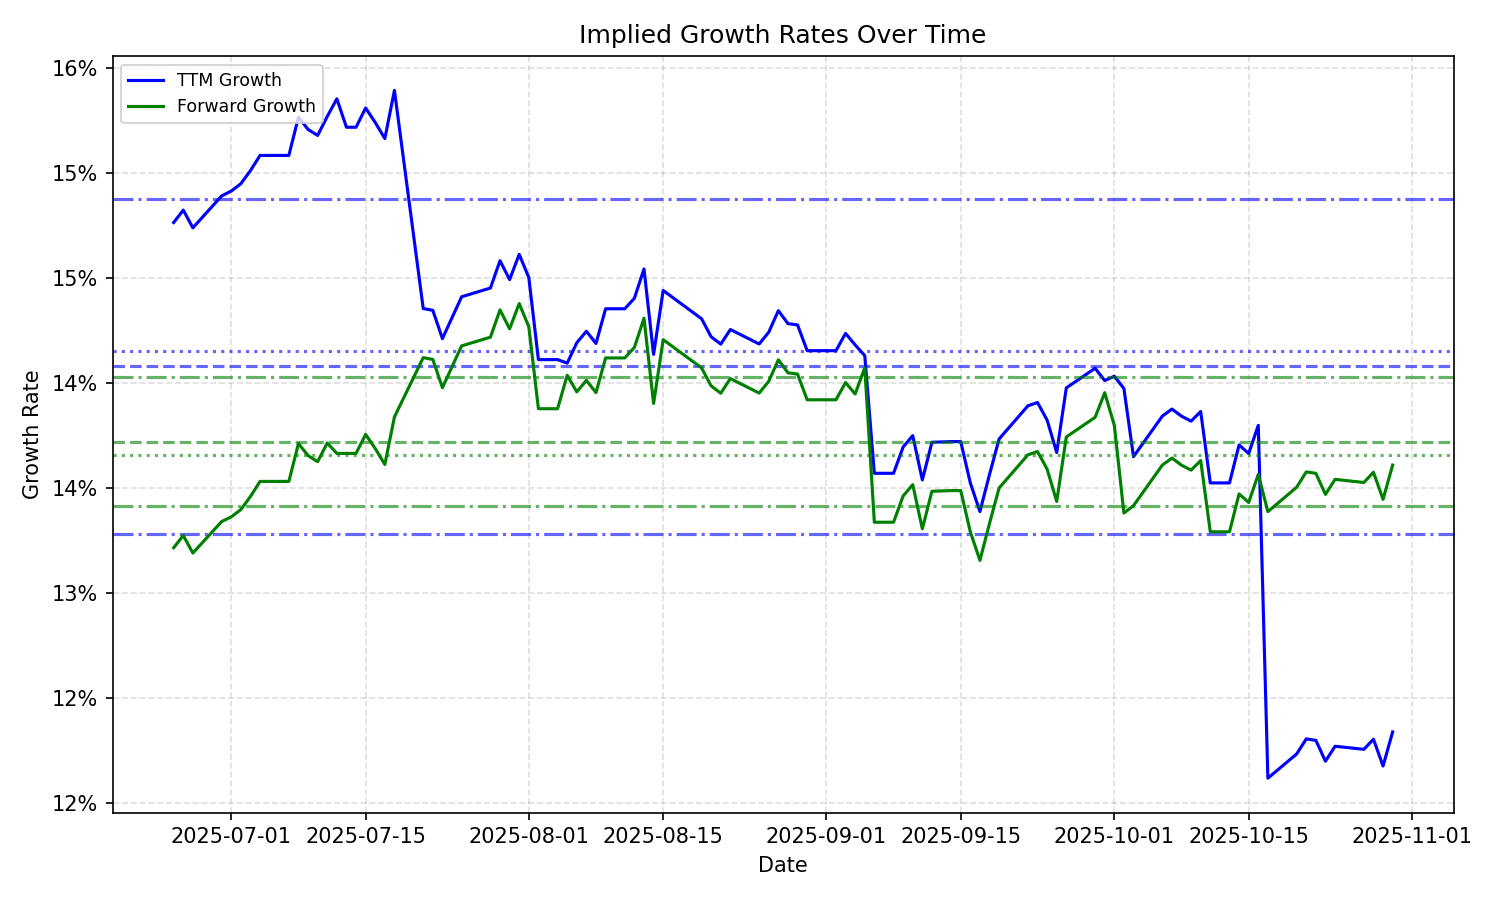 Implied Growth Rates Over Time
TTM Growth
Forward Growth
16%
15%
15%
14%
14%
13%
12%
12%
Growth Rate
2025-07-01 2025-07-15 2025-08-01 2025-08-15 2025-09-01 2025-09-15 2025-10-01 2025-10-15 2025-11-01
Date